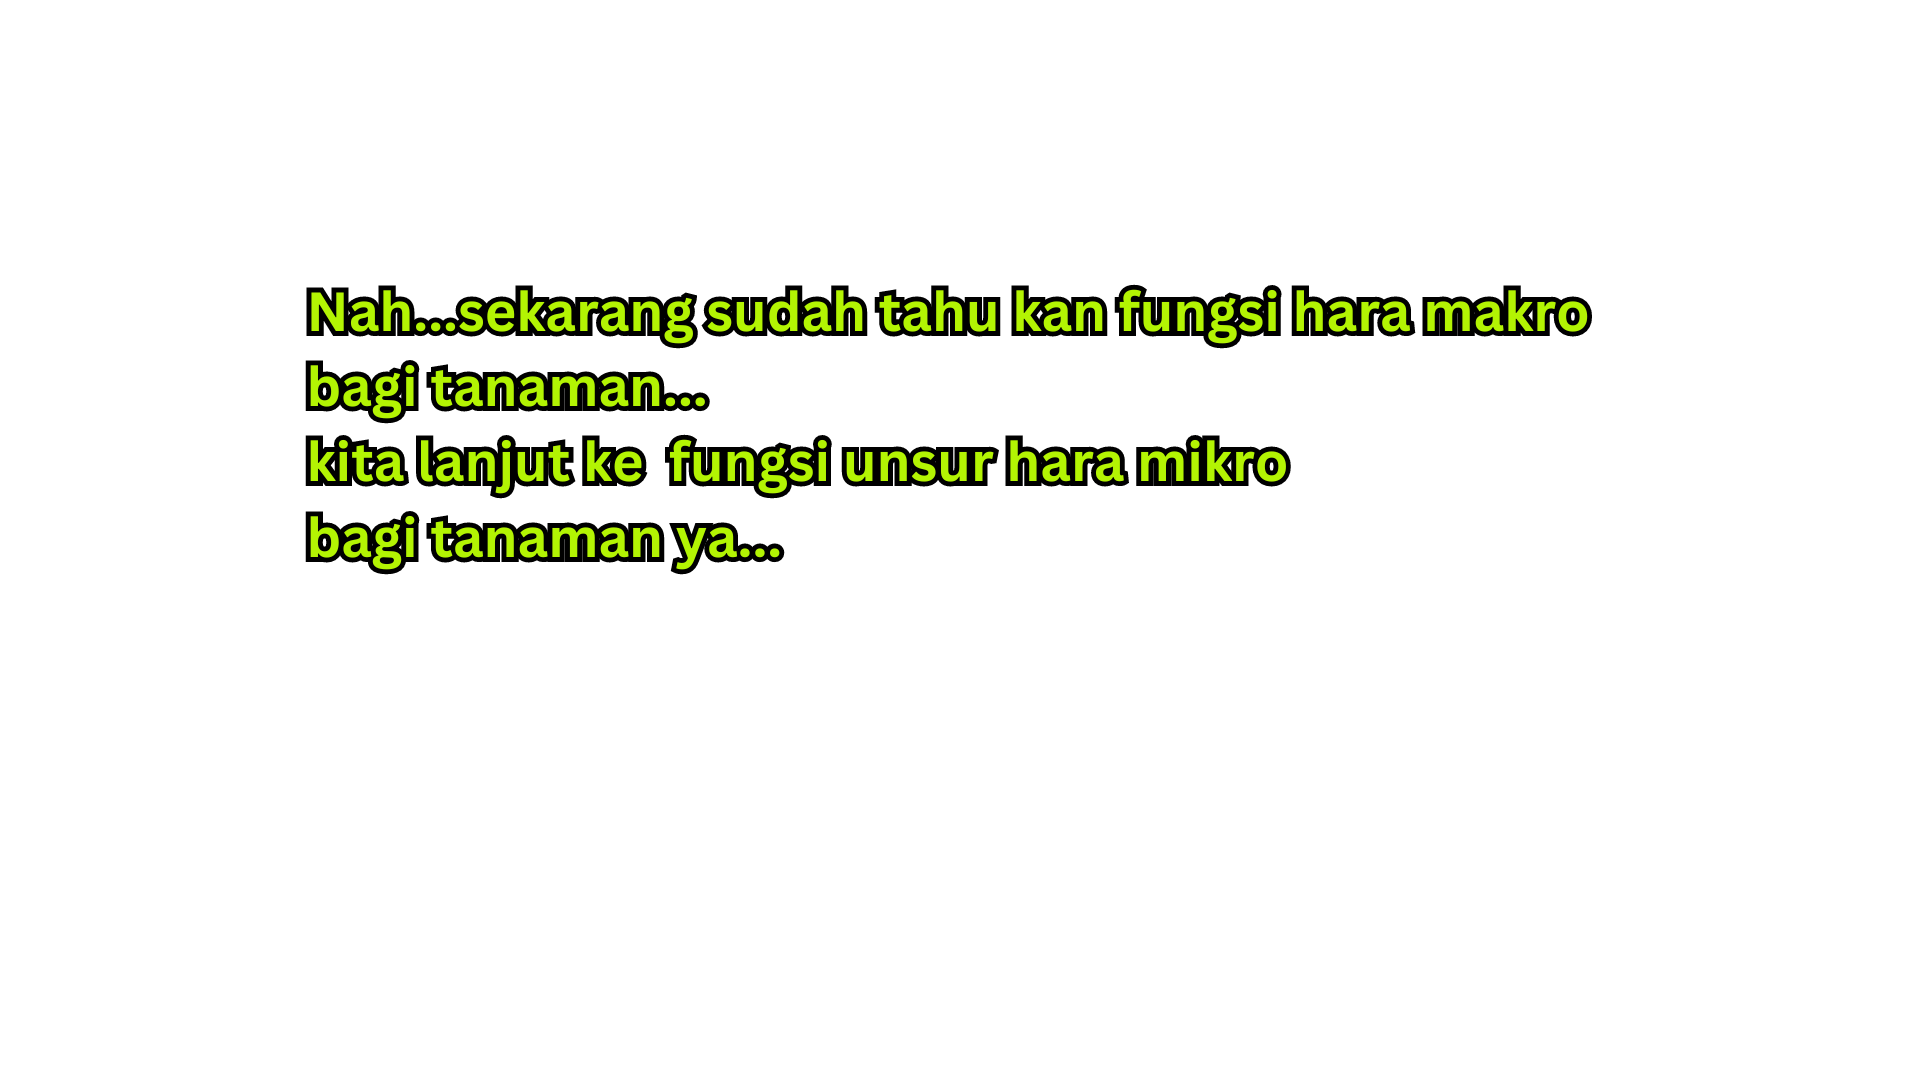 Nah...sekarang sudah tahu kan fungsi hara makro
bagi tanaman...
kita lanjut ke  fungsi unsur hara mikro
bagi tanaman ya...